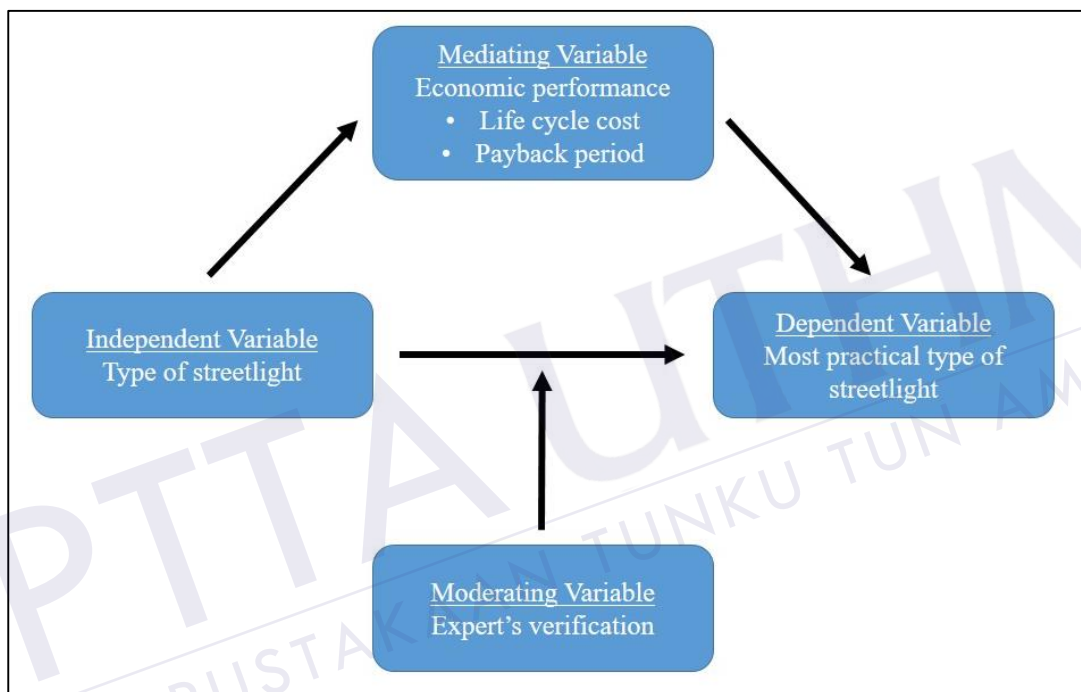 Mediating Variable
Economic performance
• Life cycle cost
• Payback period
Independent Variable
Type of streetlight
Dependent Variable
Most practical type of
streetlight
Moderating Variable
Expert’s verification
PTTA UTHM
PUSTAKAAN TUNKU TUN AM